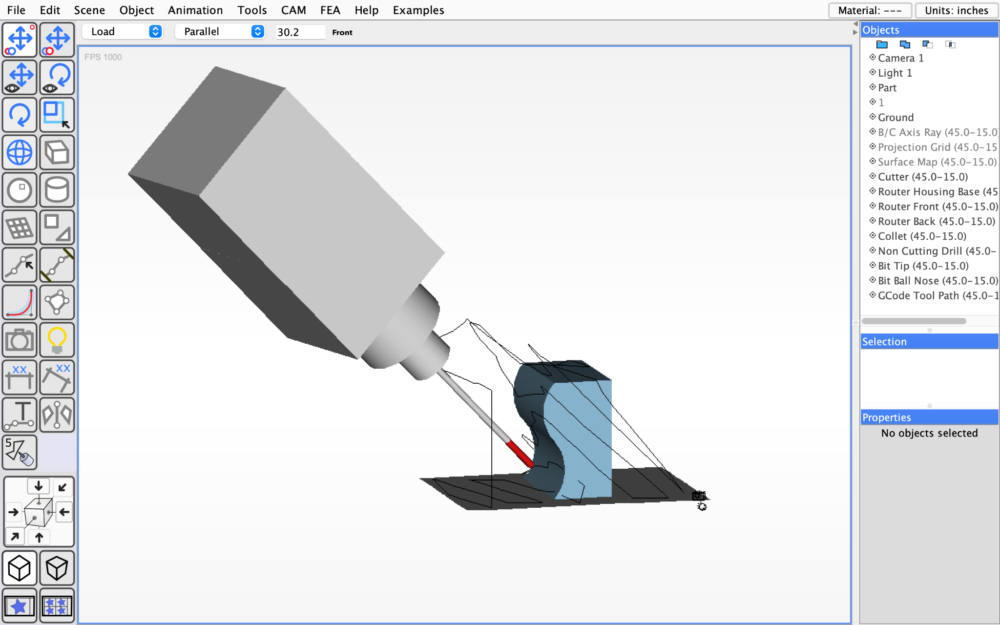 File Edit Scene Object Animation Tools CAM FEA Help Examples Material: --- Units: inches
Load Parallel 30.2 Front
FPS 1000
XX XX
T
5
Objects
Camera 1
Light 1
Part
1
Ground
B/C Axis Ray (45.0-15.0)
Projection Grid (45.0-15
Surface Map (45.0-15.0)
Cutter (45.0-15.0)
Router Housing Base (45
Router Front (45.0-15.0)
Router Back (45.0-15.0)
Collet (45.0-15.0)
Non Cutting Drill (45.0-
Bit Tip (45.0-15.0)
Bit Ball Nose (45.0-15.0)
GCode Tool Path (45.0-1
Selection
Properties
No objects selected